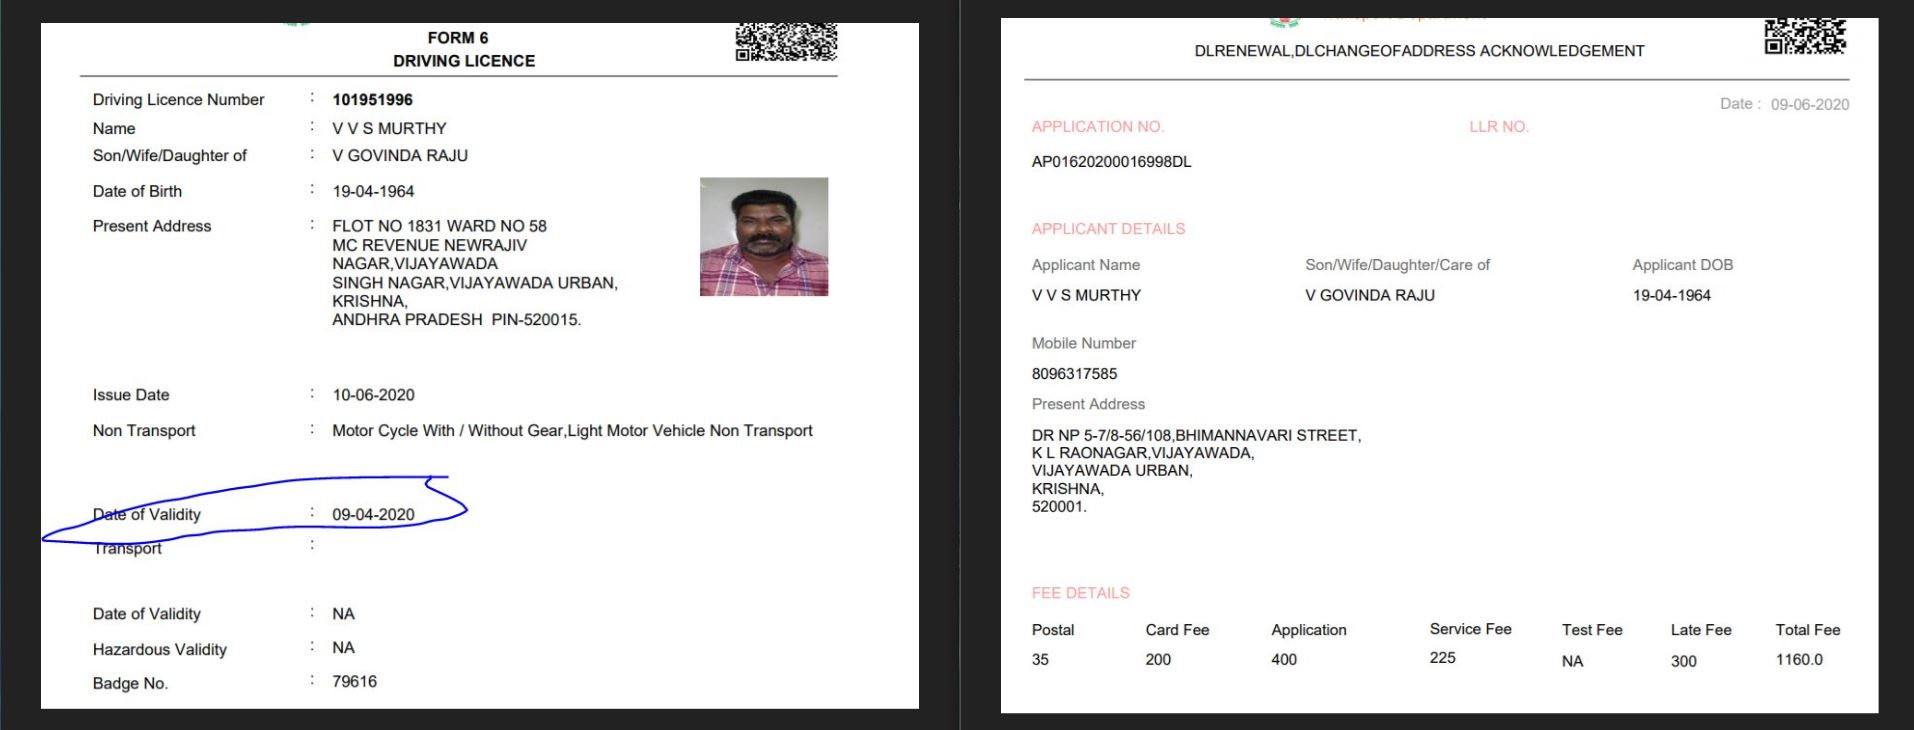 FORM 6
DRIVING LICENCE
Driving Licence Number : 101951996
Name : V V S MURTHY
Son/Wife/Daughter of : V GOVINDA RAJU
Date of Birth : 19-04-1964
Present Address : FLOT NO 1831 WARD NO 58
MC REVENUE NEWRAJIV
NAGAR,VIJAYAWADA
SINGH NAGAR,VIJAYAWADA URBAN,
KRISHNA,
ANDHRA PRADESH PIN-520015.
Issue Date : 10-06-2020
Non Transport : Motor Cycle With / Without Gear,Light Motor Vehicle Non Transport
Date of Validity : 09-04-2020
Transport :
Date of Validity : NA
Hazardous Validity : NA
Badge No. : 79616
DLRENEWAL,DLCHANGEOFADDRESS ACKNOWLEDGEMENT
Date : 09-06-2020
APPLICATION NO. LLR NO.
AP01620200016998DL
APPLICANT DETAILS
Applicant Name Son/Wife/Daughter/Care of Applicant DOB
V V S MURTHY V GOVINDA RAJU 19-04-1964
Mobile Number
8096317585
Present Address
DR NP 5-7/8-56/108,BHIMANNAVARI STREET,
K L RAONAGAR,VIJAYAWADA,
VIJAYAWADA URBAN,
KRISHNA,
520001.
FEE DETAILS
Postal Card Fee Application Service Fee Test Fee Late Fee Total Fee
35 200 400 225 NA 300 1160.0